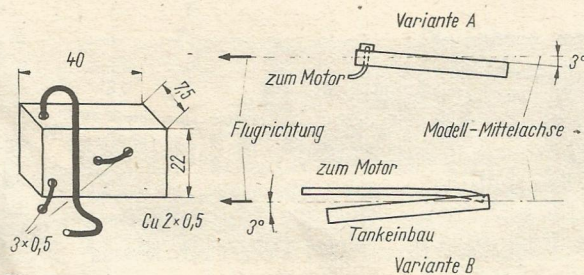 Variante A
40
7,5
3°
zum Motor
Flugrichtung
Modell-Mittelachse
22
zum Motor
3×0,5
Cu 2×0,5
3°
Tankeinbau
Variante B